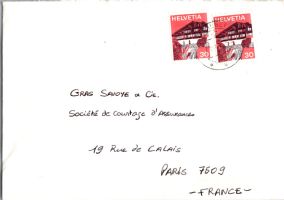 HELVETIA HELVETIA
30 30
GRAS SAVOYE & CIE.
SOCIÉTÉ DE COURTAGE D'ASSURANCES
19 RUE DE CALAIS
PARIS 7509
-FRANCE-